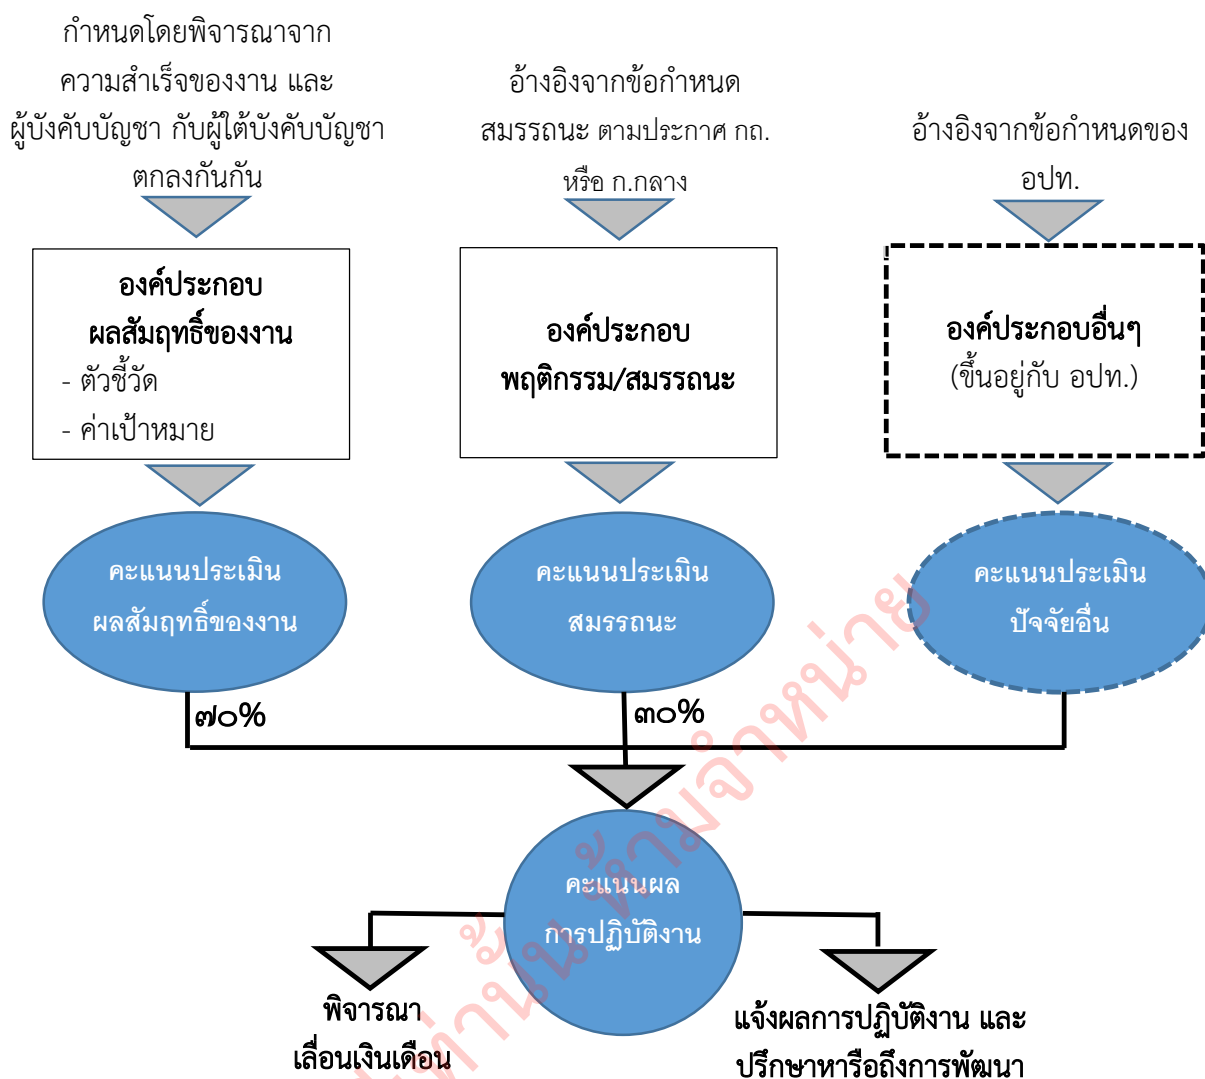 กำหนดโดยพิจารณาจาก
ความสำเร็จของงาน และ
ผู้บังคับบัญชา กับผู้ใต้บังคับบัญชา
ตกลงกันกัน
อ้างอิงจากข้อกำหนด
สมรรถนะ ตามประกาศ กถ.
หรือ ก.กลาง
อ้างอิงจากข้อกำหนดของ
อปท.
องค์ประกอบ
ผลสัมฤทธิ์ของงาน
- ตัวชี้วัด
- ค่าเป้าหมาย
องค์ประกอบ
พฤติกรรม/สมรรถนะ
องค์ประกอบอื่นๆ
(ขึ้นอยู่กับ อปท.)
คะแนนประเมิน
ผลสัมฤทธิ์ของงาน
คะแนนประเมิน
สมรรถนะ
คะแนนประเมิน
ปัจจัยอื่น
๗๐%
๓๐%
คะแนนผล
การปฏิบัติงาน
พิจารณา
เลื่อนเงินเดือน
แจ้งผลการปฏิบัติงาน และ
ปรึกษาหารือถึงการพัฒนา
ท่านั้น ห้ามจำหน่าย